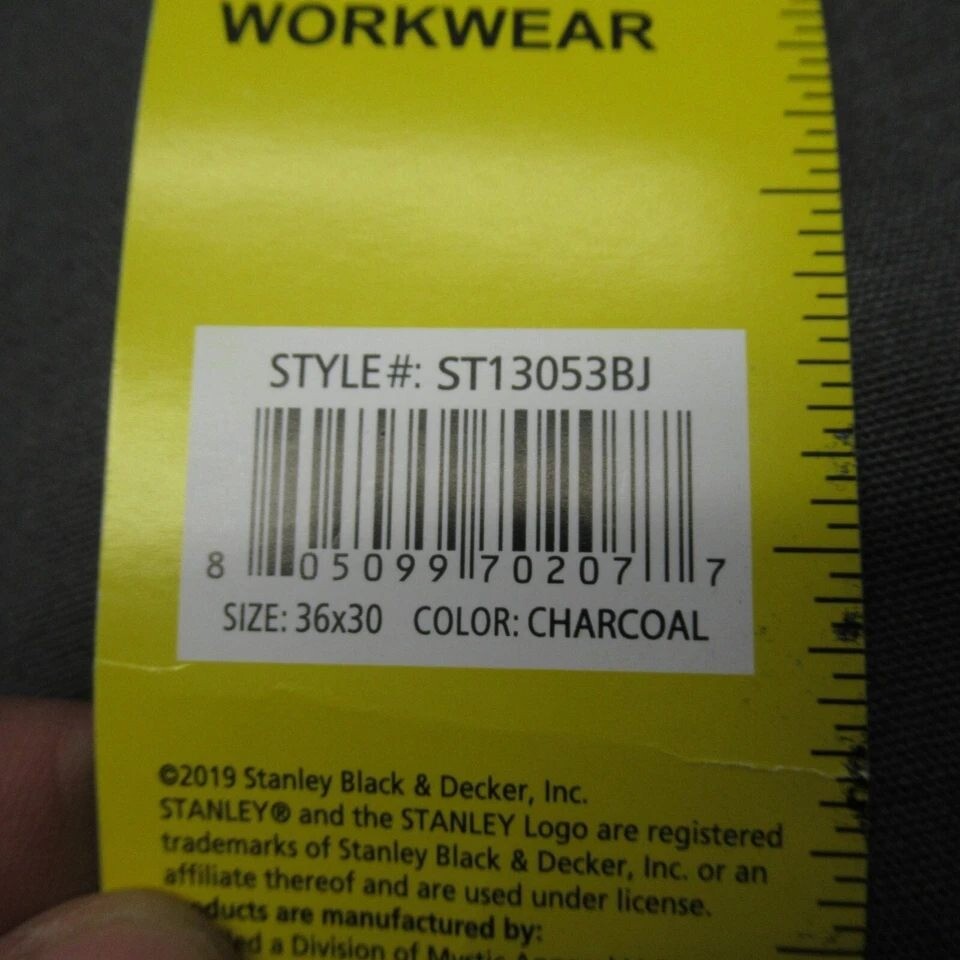 WORKWEAR
STYLE#: ST13053BJ
8 05099 70207 7
SIZE: 36x30 COLOR: CHARCOAL
©2019 Stanley Black & Decker, Inc.
STANLEY® and the STANLEY Logo are registered
trademarks of Stanley Black & Decker, Inc. or an
affiliate thereof and are used under license.
are manufactured by:
a Division of